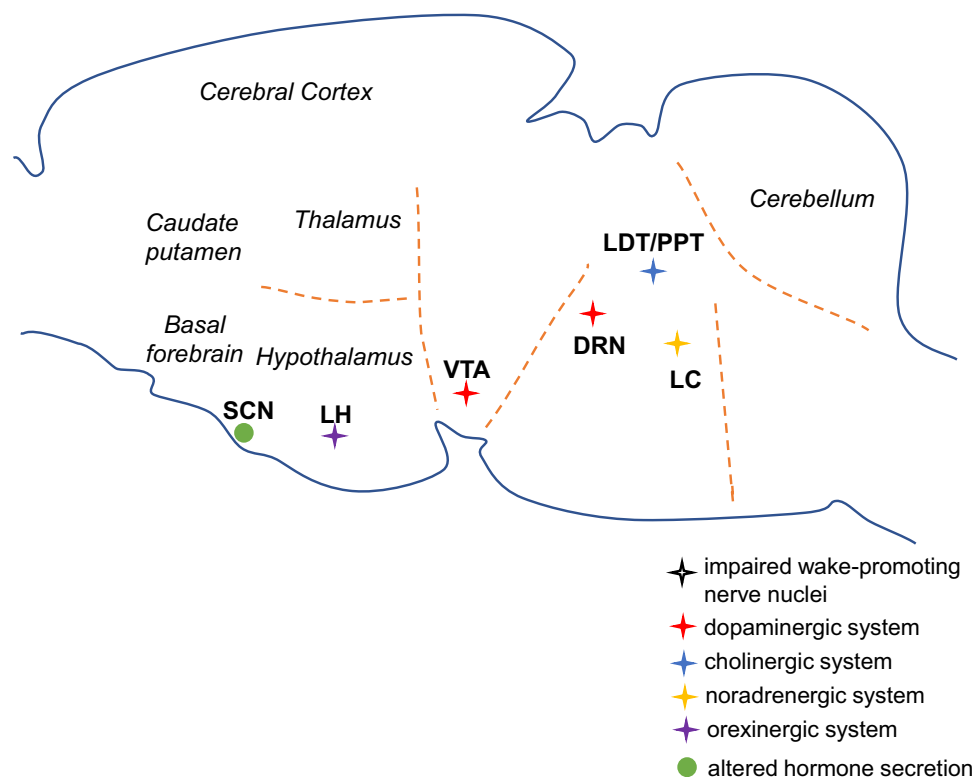 Cerebral Cortex
Caudate
putamen
Thalamus
Cerebellum
LDT/PPT
Basal
forebrain
Hypothalamus
DRN
VTA
LC
SCN
LH
impaired wake-promoting
nerve nuclei
dopaminergic system
cholinergic system
noradrenergic system
orexinergic system
altered hormone secretion